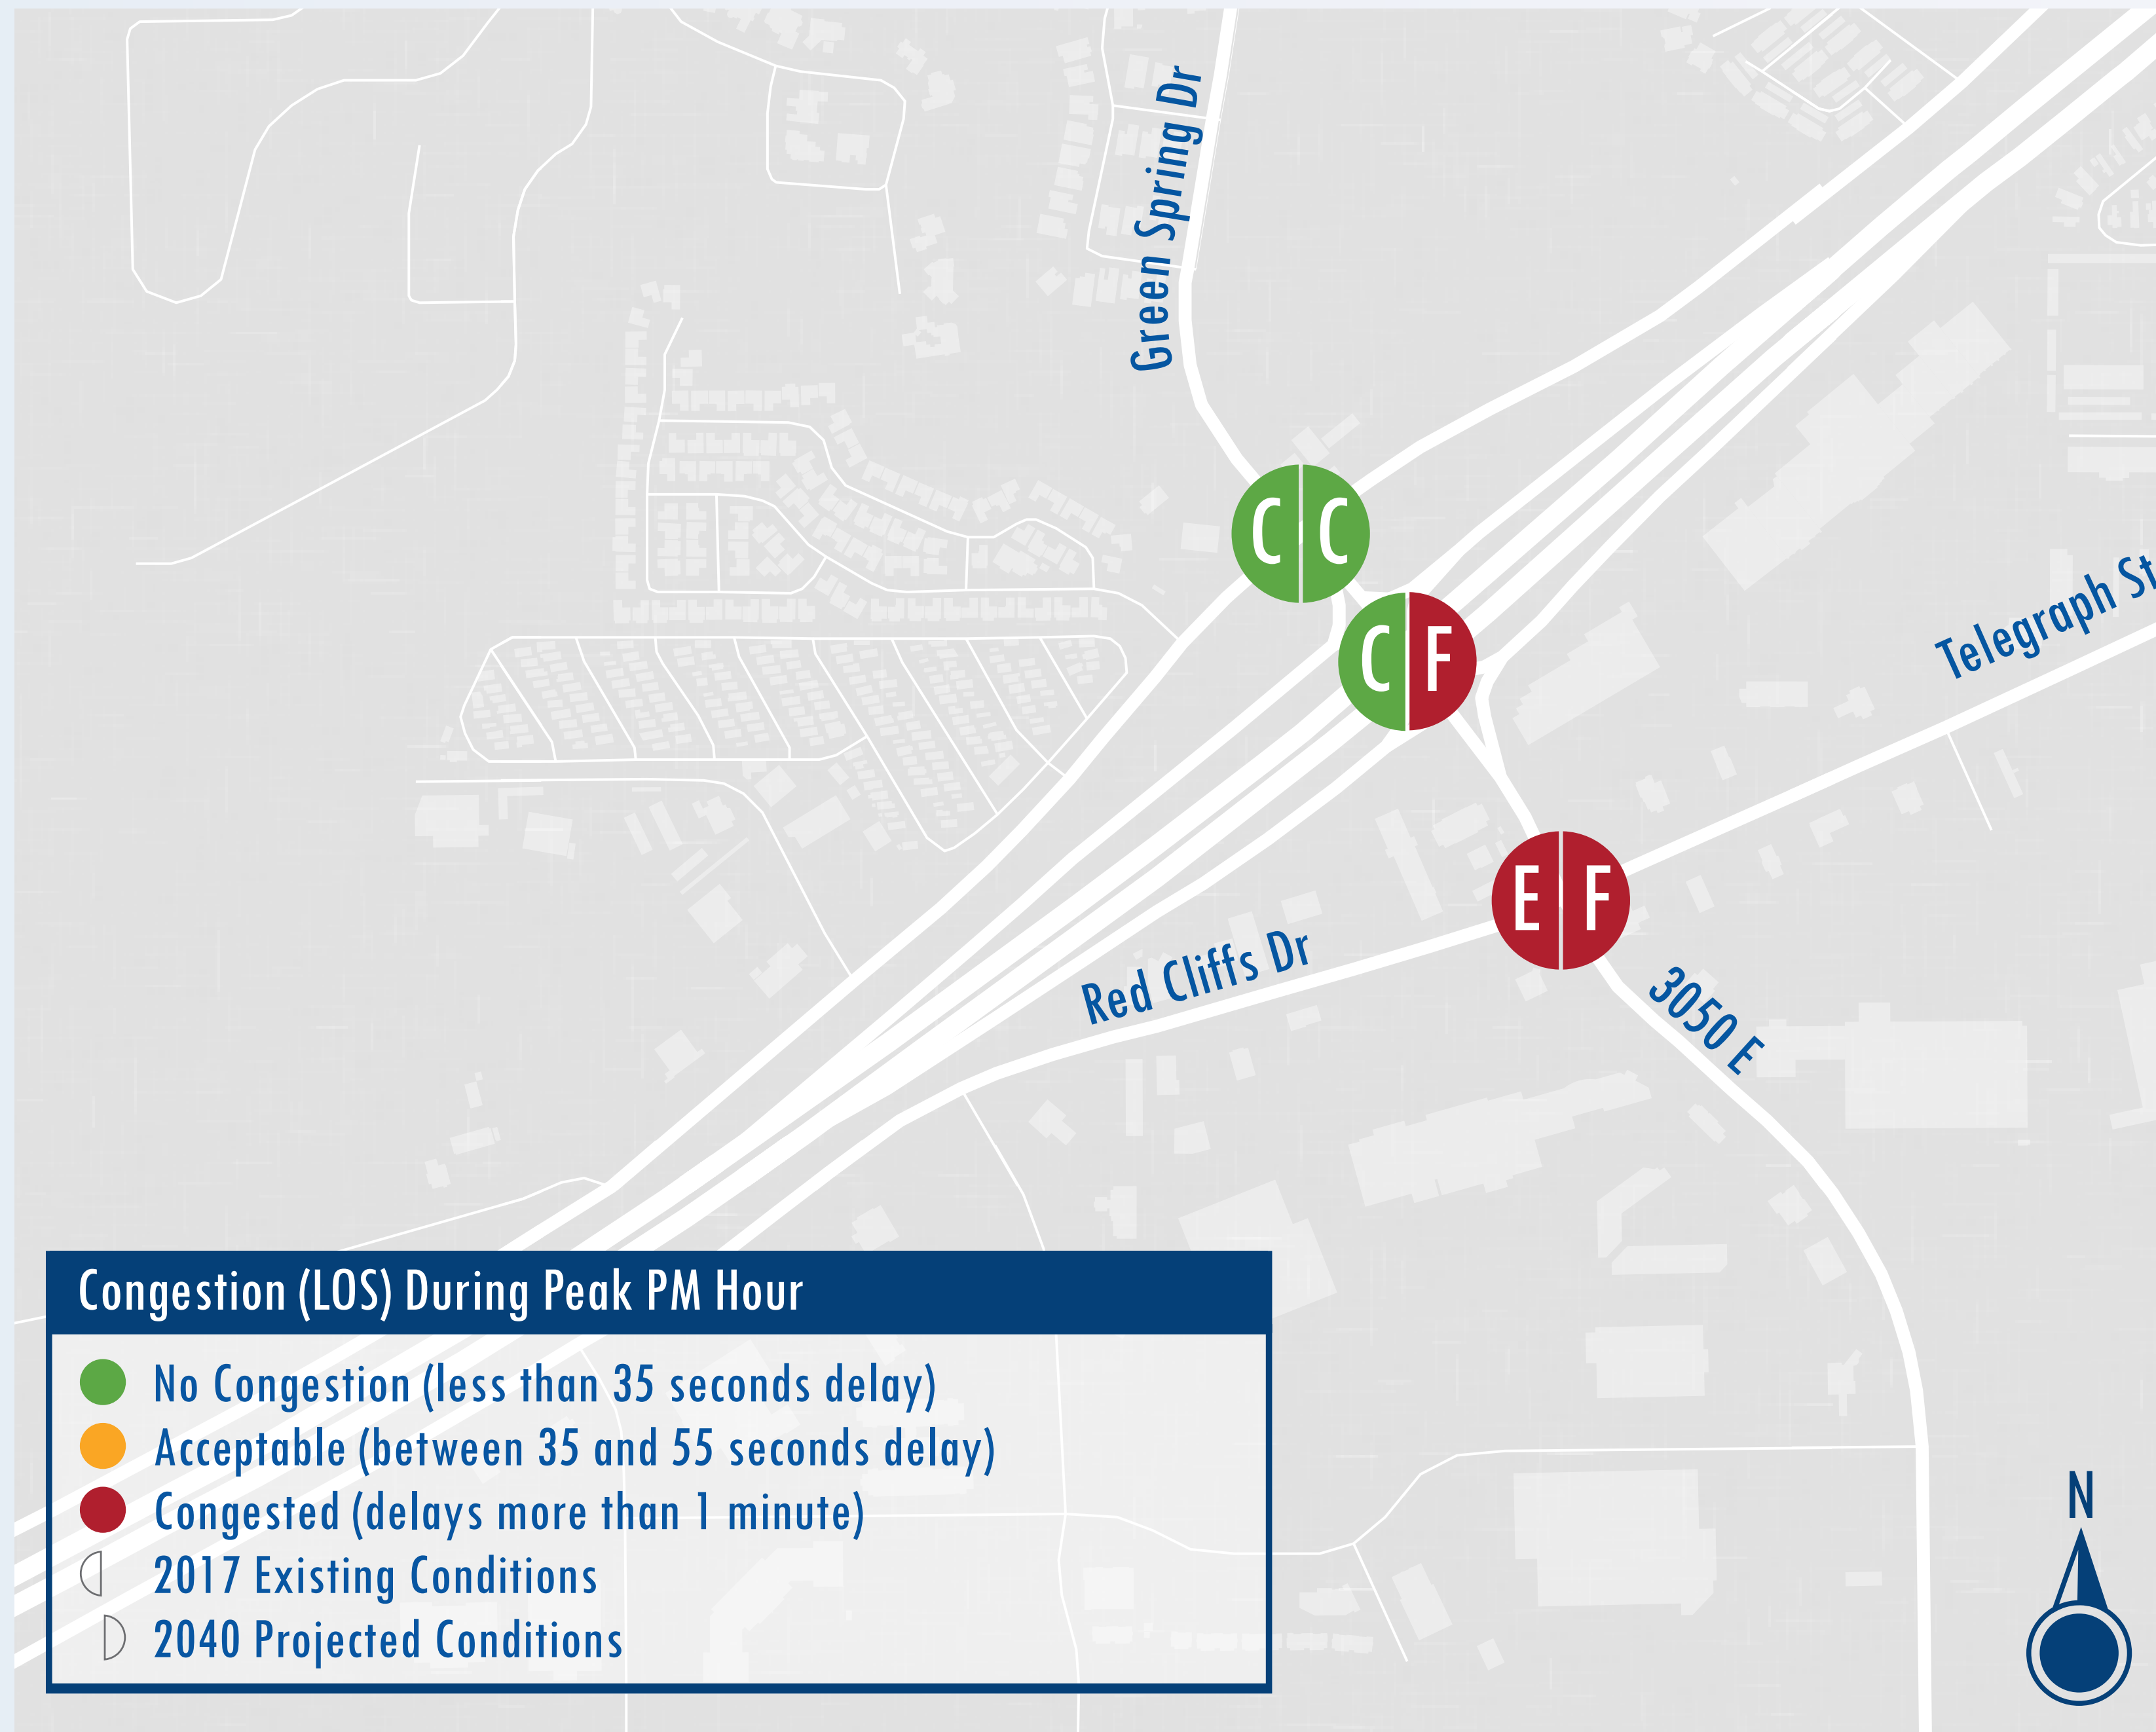 Green Spring Dr
C C
C F
Telegraph St
E F
Red Cliffs Dr
3050 E
Congestion (LOS) During Peak PM Hour
No Congestion (less than 35 seconds delay)
Acceptable (between 35 and 55 seconds delay)
Congested (delays more than 1 minute)
2017 Existing Conditions
2040 Projected Conditions
N